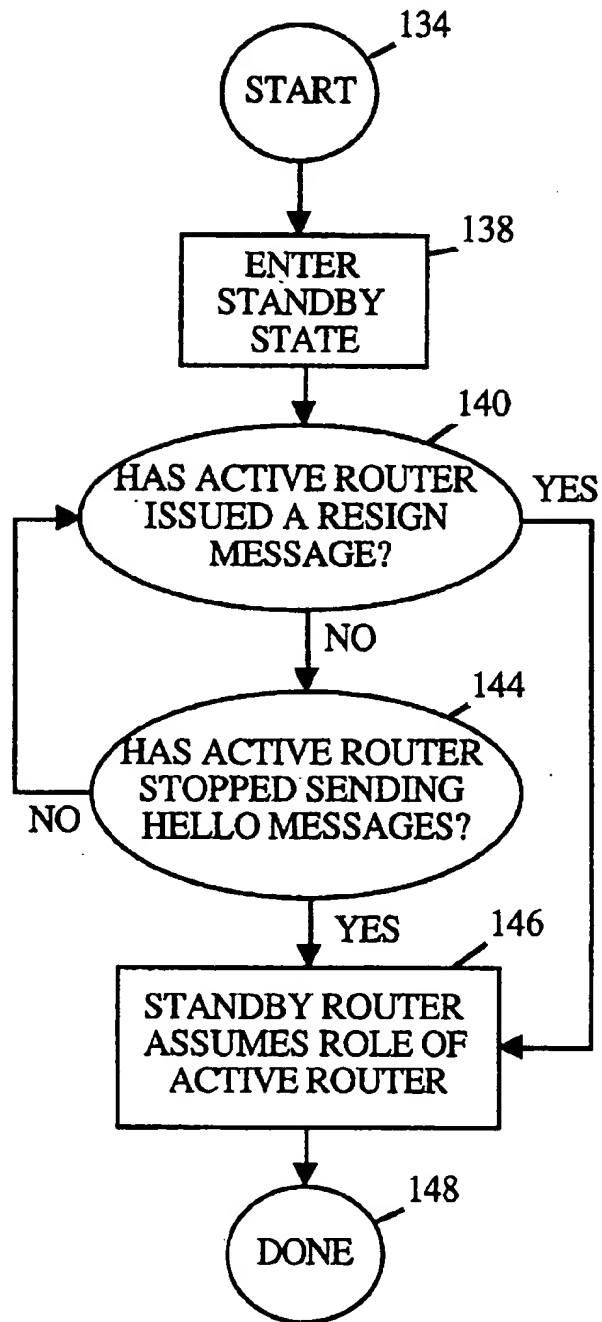 134
START
138
ENTER
STANDBY
STATE
140
HAS ACTIVE ROUTER
ISSUED A RESIGN
MESSAGE?
YES
NO
144
HAS ACTIVE ROUTER
STOPPED SENDING
HELLO MESSAGES?
NO
YES
146
STANDBY ROUTER
ASSUMES ROLE OF
ACTIVE ROUTER
148
DONE